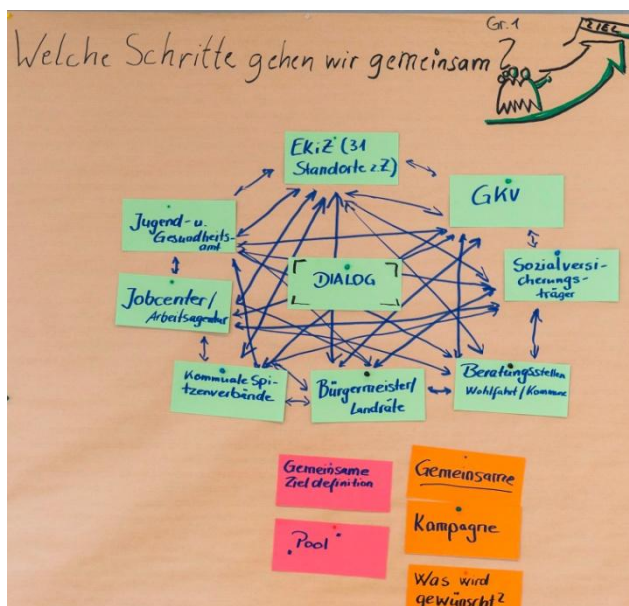 Gr. 1
ZIEL
Welche Schritte gehen wir gemeinsam?
EKiZ (31
Standorte z.Z)
GKV
Jugend- u.
Gesundheits-
amt
DIALOG
Sozialversi-
cherungs-
träger
Jobcenter/
Arbeitsagentur
Kommunale Spi-
tzenverbände
Bürgermeister/
Landräte
Beratungsstellen
Wohlfahrt/Kommune
Gemeinsame
Zieldefinition
Gemeinsame
Pool
Kampagne
Was wird
gewünscht?